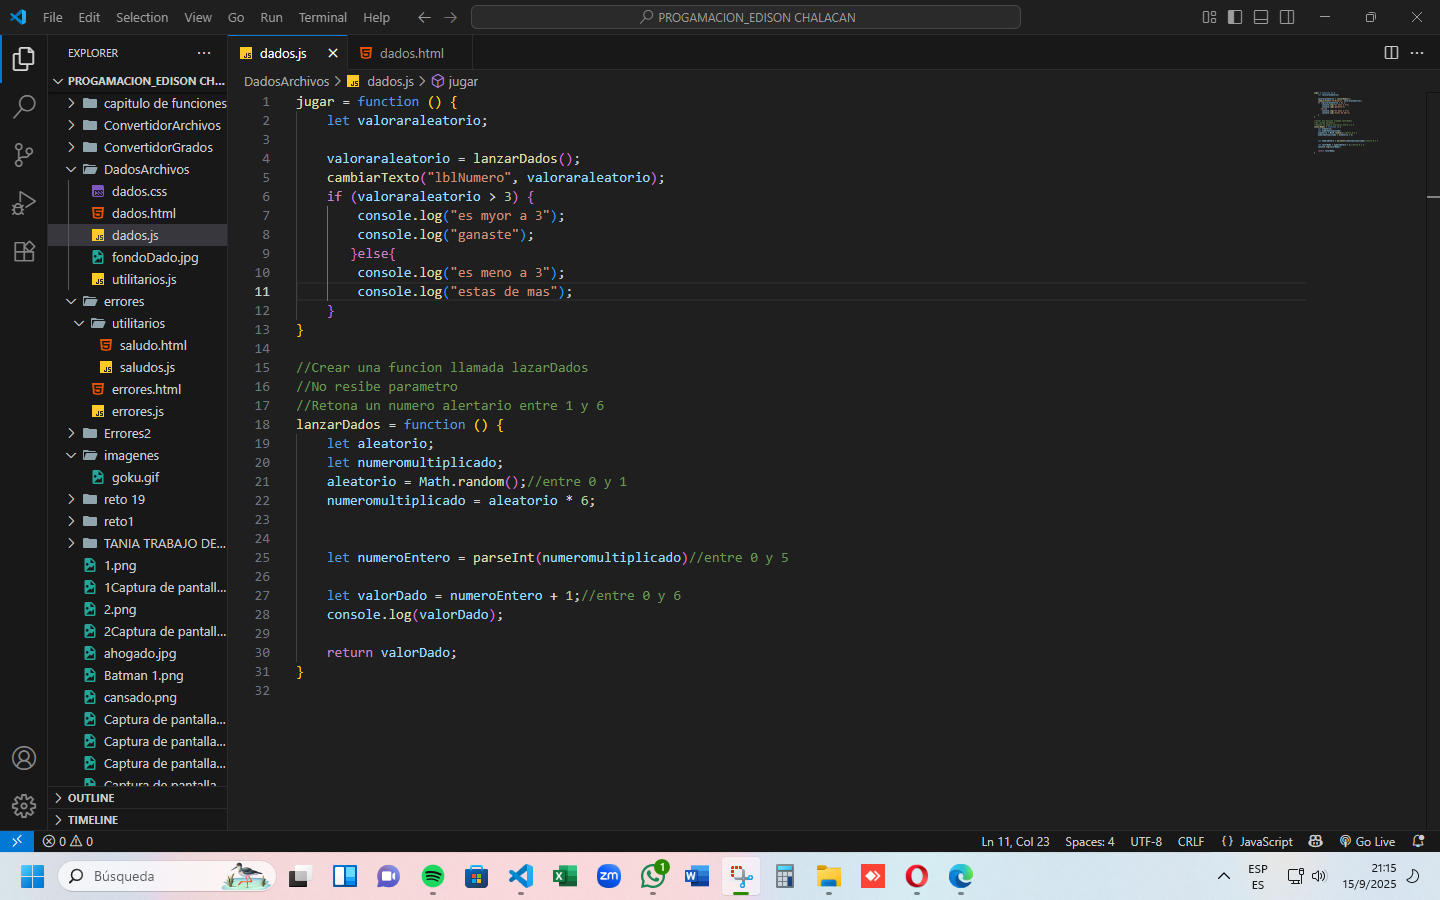 File Edit Selection View Go Run Terminal Help
PROGAMACION_EDISON CHALACAN
EXPLORER
PROGAMACION_EDISON CH...
capitulo de funciones
ConvertidorArchivos
ConvertidorGrados
DadosArchivos
dados.css
dados.html
dados.js
fondoDado.jpg
utilitarios.js
errores
utilitarios
saludo.html
saludos.js
errores.html
errores.js
Errores2
imagenes
goku.gif
reto 19
reto1
TANIA TRABAJO DE...
1.png
1Captura de pantall...
2.png
2Captura de pantall...
ahogado.jpg
Batman 1.png
cansado.png
Captura de pantalla...
Captura de pantalla...
Captura de pantalla...
Captura de pantalla
OUTLINE
TIMELINE
JS dados.js
dados.html
DadosArchivos > JS dados.js > jugar
1 jugar = function () {
2 let valoraraleatorio;
3
4 valoraraleatorio = lanzarDados();
5 cambiarTexto("lblNumero", valoraraleatorio);
6 if (valoraraleatorio > 3) {
7 console.log("es myor a 3");
8 console.log("ganaste");
9 }else{
10 console.log("es meno a 3");
11 console.log("estas de mas");
12 }
13 }
14
15 //Crear una funcion llamada lazarDados
16 //No resibe parametro
17 //Retona un numero alertario entre 1 y 6
18 lanzarDados = function () {
19 let aleatorio;
20 let numeromultiplicado;
21 aleatorio = Math.random();//entre 0 y 1
22 numeromultiplicado = aleatorio * 6;
23
24
25 let numeroEntero = parseInt(numeromultiplicado)//entre 0 y 5
26
27 let valorDado = numeroEntero + 1;//entre 0 y 6
28 console.log(valorDado);
29
30 return valorDado;
31 }
32
0 0
Ln 11, Col 23 Spaces: 4 UTF-8 CRLF { } JavaScript Go Live
Búsqueda
zm
1
ESP
ES
21:15
15/9/2025